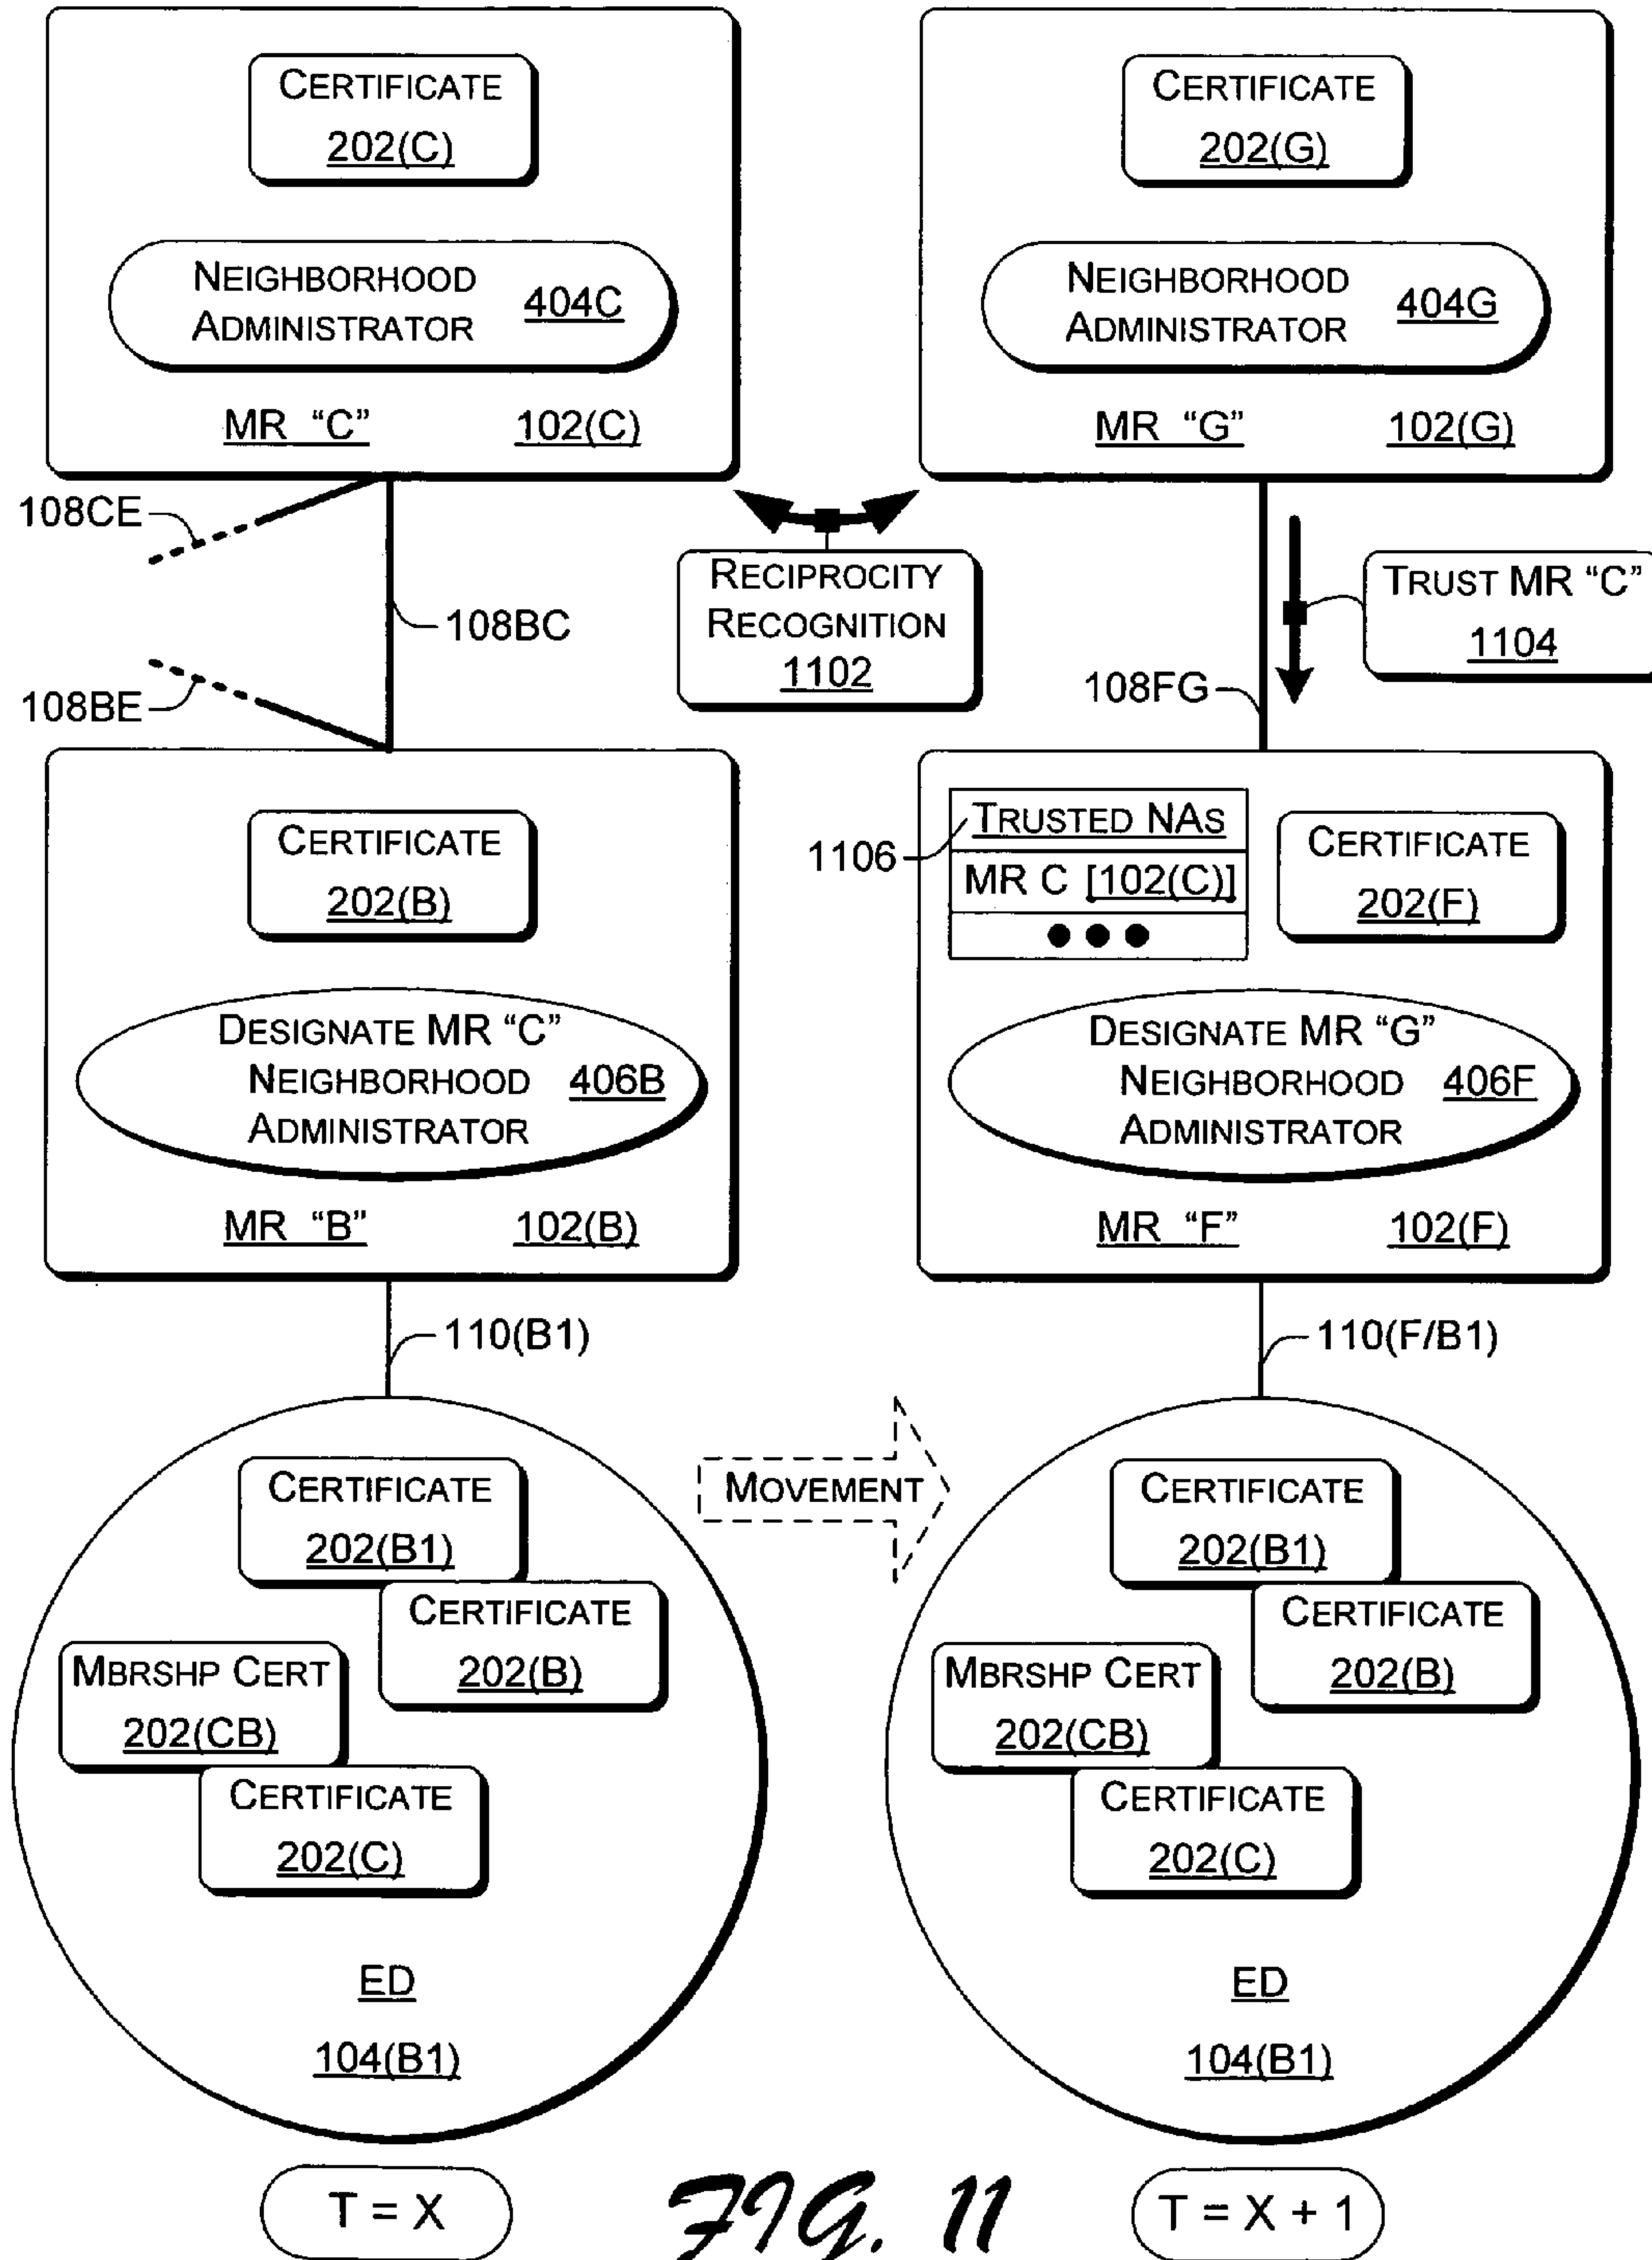 CERTIFICATE
202(C)
NEIGHBORHOOD
ADMINISTRATOR
404C
MR "C"
102(C)
CERTIFICATE
202(G)
NEIGHBORHOOD
ADMINISTRATOR
404G
MR "G"
102(G)
108CE
108BC
108BE
RECIPROCITY
RECOGNITION
1102
108FG
TRUST MR "C"
1104
CERTIFICATE
202(B)
DESIGNATE MR "C"
NEIGHBORHOOD
ADMINISTRATOR
406B
MR "B"
102(B)
1106
TRUSTED NAS
MR C [102(C)]
CERTIFICATE
202(F)
DESIGNATE MR "G"
NEIGHBORHOOD
ADMINISTRATOR
406F
MR "F"
102(F)
110(B1)
110(F/B1)
CERTIFICATE
202(B1)
CERTIFICATE
202(B)
MBRSHP CERT
202(CB)
CERTIFICATE
202(C)
ED
104(B1)
MOVEMENT
CERTIFICATE
202(B1)
CERTIFICATE
202(B)
MBRSHP CERT
202(CB)
CERTIFICATE
202(C)
ED
104(B1)
T = X
FIG. 11
T = X + 1